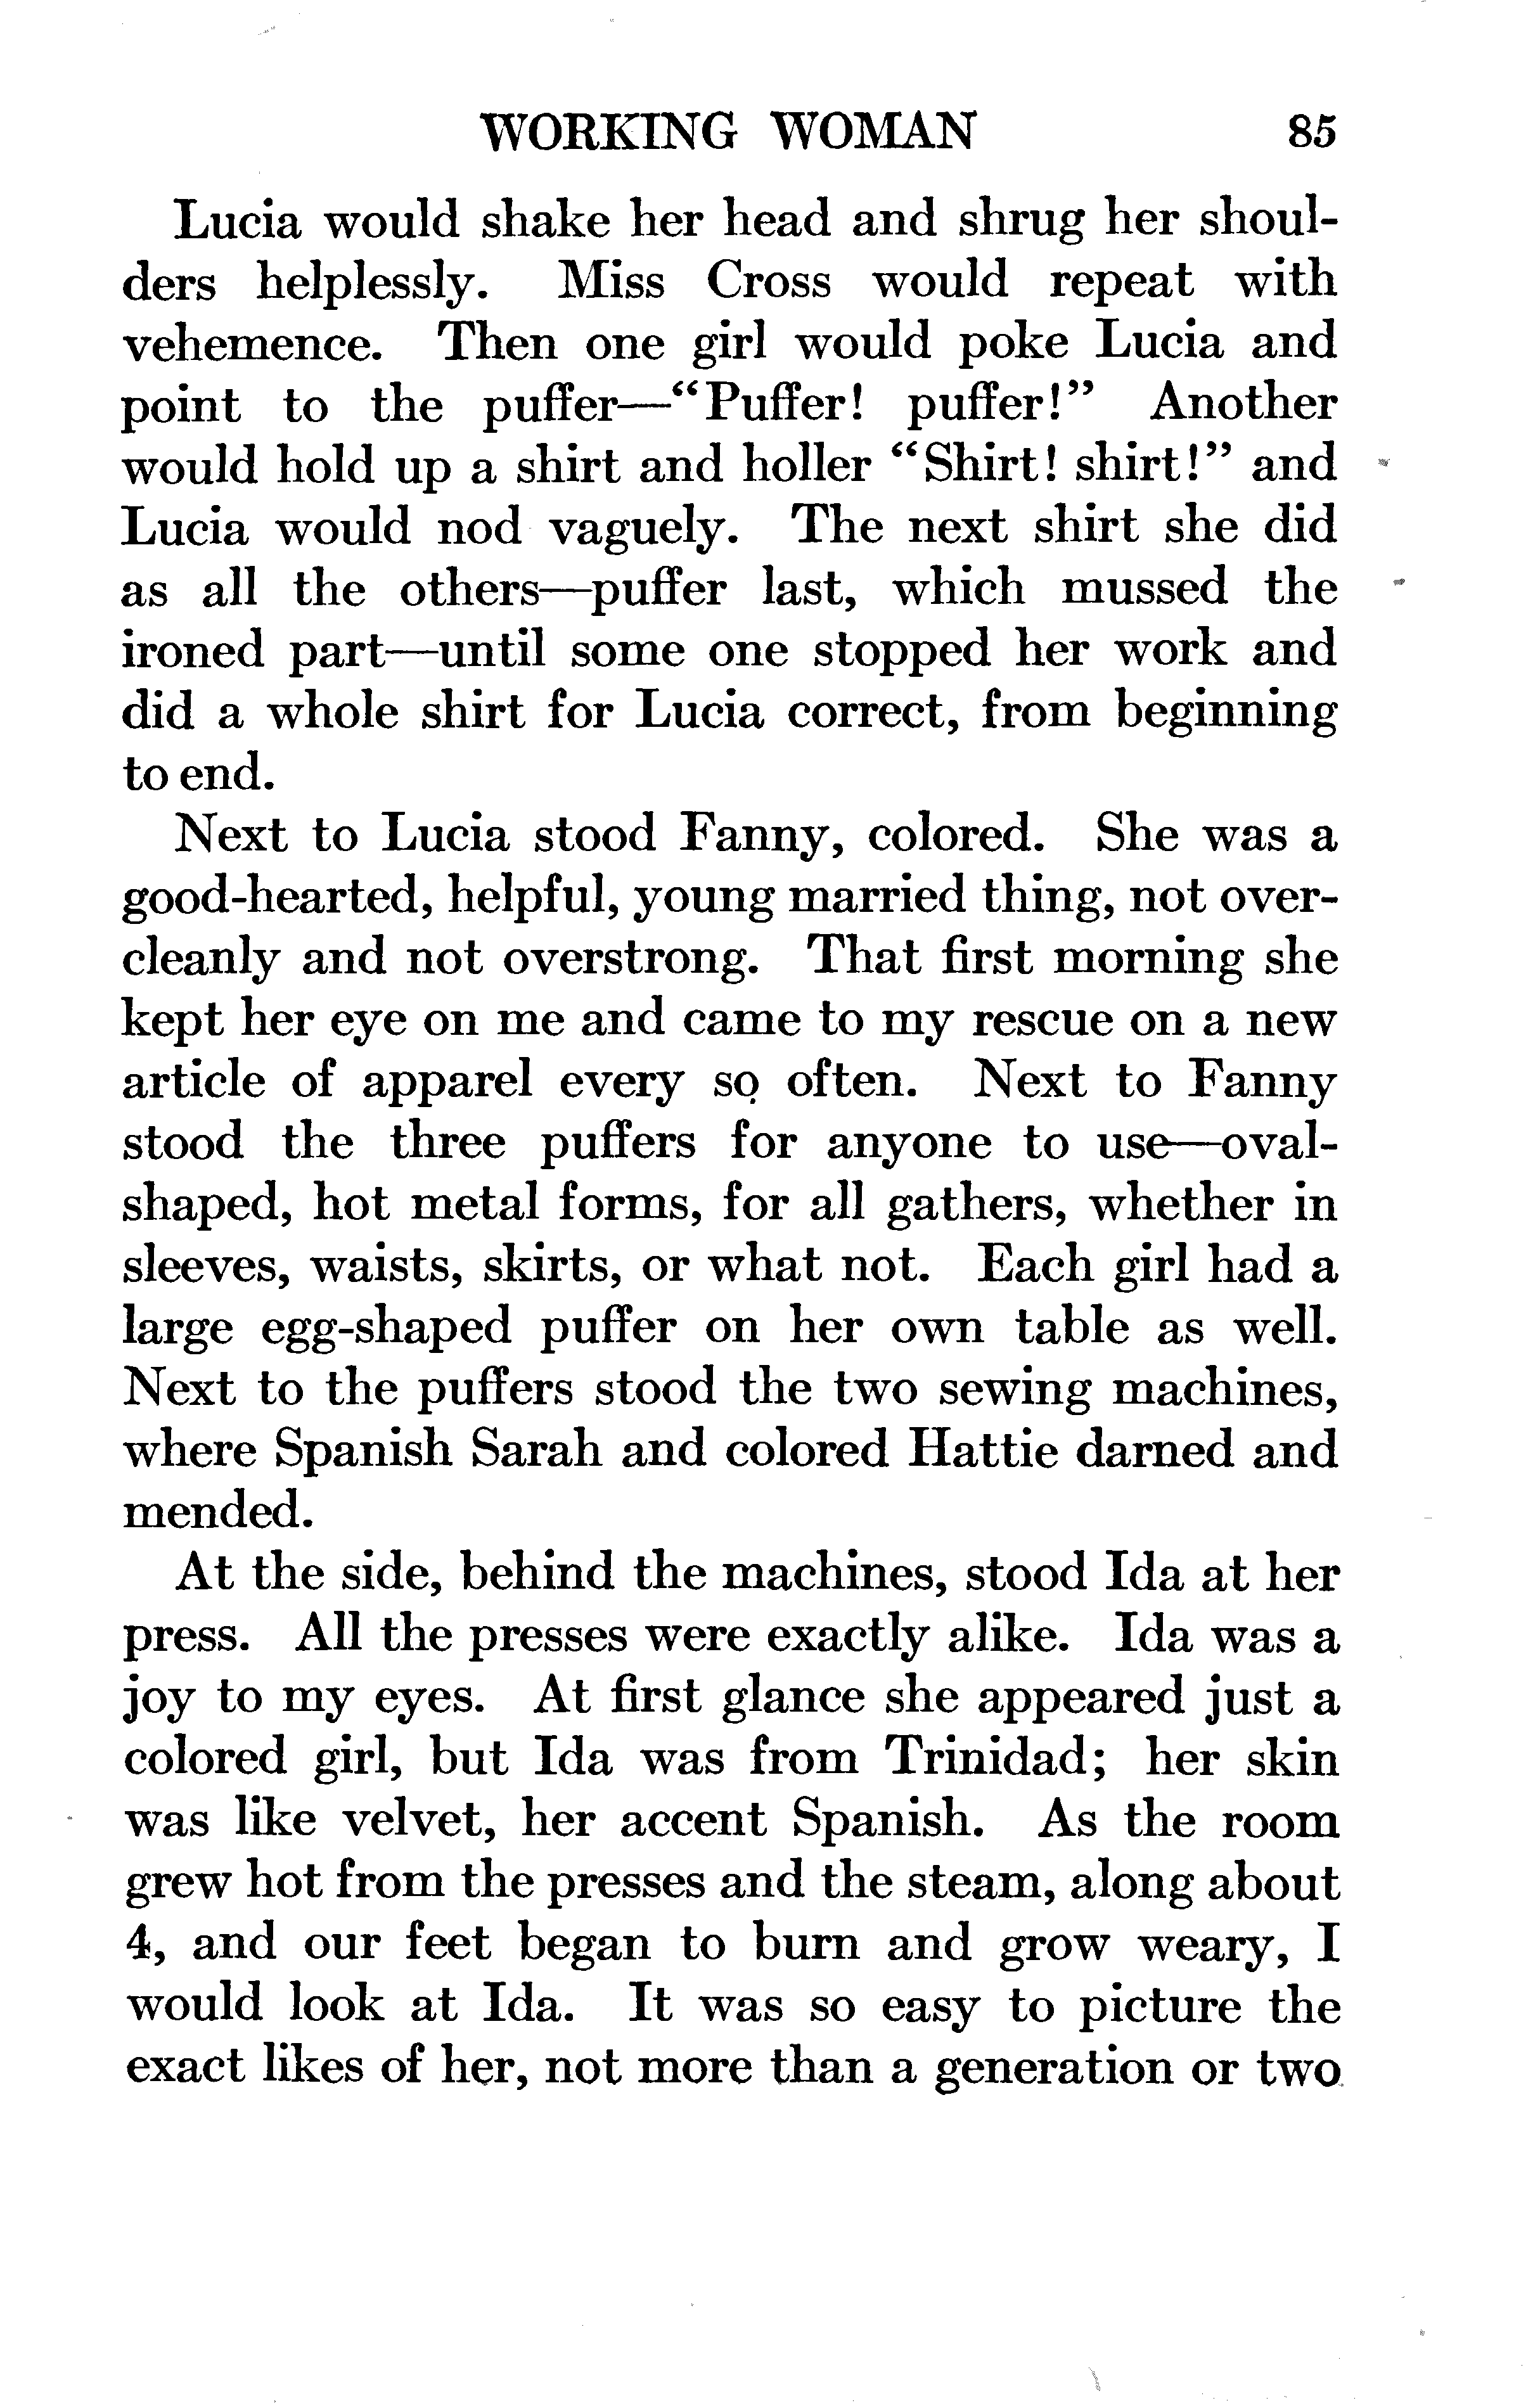 WORKING WOMAN 85
Lucia would shake her head and shrug her shoul-
ders helplessly. Miss Cross would repeat with
vehemence. Then one girl would poke Lucia and
point to the puffer—“Puffer! puffer!” Another
would hold up a shirt and holler “Shirt! shirt!” and
Lucia would nod vaguely. The next shirt she did
as all the others—puffer last, which mussed the
ironed part—until some one stopped her work and
did a whole shirt for Lucia correct, from beginning
to end.
Next to Lucia stood Fanny, colored. She was a
good-hearted, helpful, young married thing, not over-
cleanly and not overstrong. That first morning she
kept her eye on me and came to my rescue on a new
article of apparel every so often. Next to Fanny
stood the three puffers for anyone to use—oval-
shaped, hot metal forms, for all gathers, whether in
sleeves, waists, skirts, or what not. Each girl had a
large egg-shaped puffer on her own table as well.
Next to the puffers stood the two sewing machines,
where Spanish Sarah and colored Hattie darned and
mended.
At the side, behind the machines, stood Ida at her
press. All the presses were exactly alike. Ida was a
joy to my eyes. At first glance she appeared just a
colored girl, but Ida was from Trinidad; her skin
was like velvet, her accent Spanish. As the room
grew hot from the presses and the steam, along about
4, and our feet began to burn and grow weary, I
would look at Ida. It was so easy to picture the
exact likes of her, not more than a generation or two